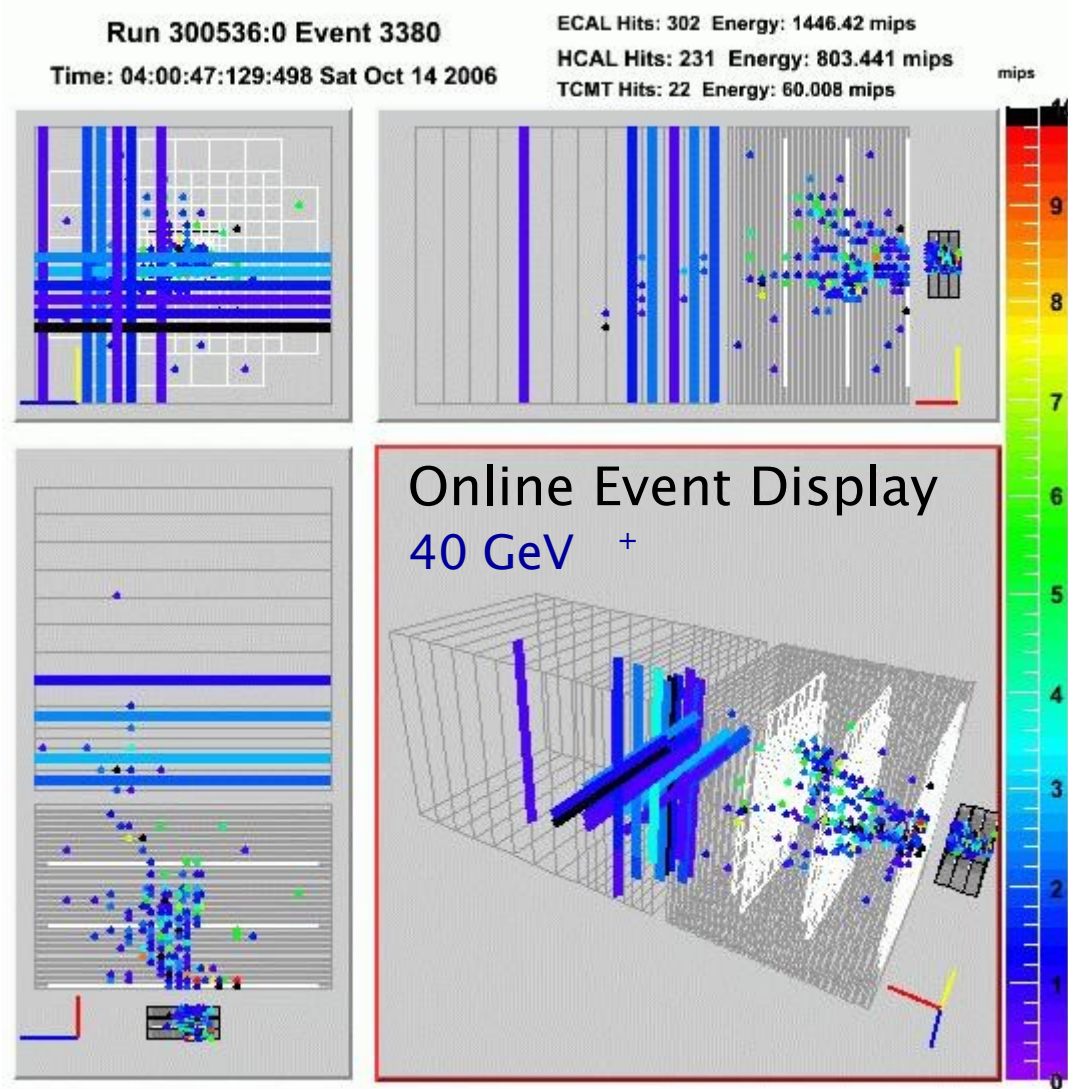 Run 300536:0 Event 3380
Time: 04:00:47:129:498 Sat Oct 14 2006
ECAL Hits: 302 Energy: 1446.42 mips
HCAL Hits: 231 Energy: 803.441 mips
TCMT Hits: 22 Energy: 60.008 mips
mips
9
8
7
6
5
4
3
2
1
0
Online Event Display
40 GeV +